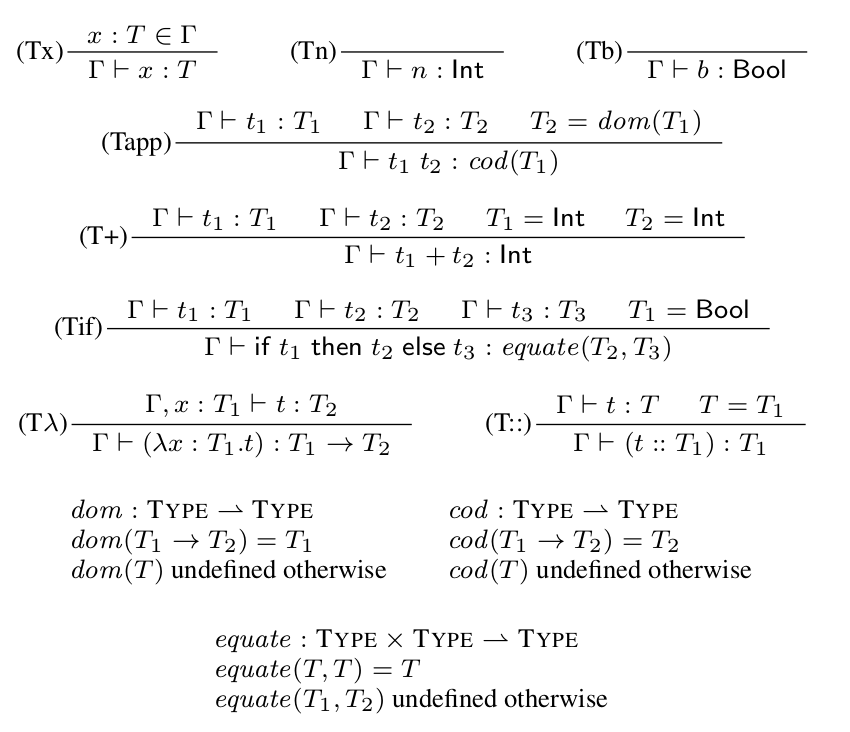 x : T ∈ Γ
(Tx) Γ ⊢ x : T (Tn) Γ ⊢ n : Int (Tb) Γ ⊢ b : Bool
Γ ⊢ t₁ : T₁ Γ ⊢ t₂ : T₂ T₂ = dom(T₁)
(Tapp) Γ ⊢ t₁ t₂ : cod(T₁)
Γ ⊢ t₁ : T₁ Γ ⊢ t₂ : T₂ T₁ = Int T₂ = Int
(T+) Γ ⊢ t₁ + t₂ : Int
Γ ⊢ t₁ : T₁ Γ ⊢ t₂ : T₂ Γ ⊢ t₃ : T₃ T₁ = Bool
(Tif) Γ ⊢ if t₁ then t₂ else t₃ : equate(T₂, T₃)
Γ, x : T₁ ⊢ t : T₂ Γ ⊢ t : T T = T₁
(Tλ) Γ ⊢ (λx : T₁.t) : T₁ → T₂ (T::) Γ ⊢ (t :: T₁) : T₁
dom : TYPE ⇀ TYPE
dom(T₁ → T₂) = T₁
dom(T) undefined otherwise
cod : TYPE ⇀ TYPE
cod(T₁ → T₂) = T₂
cod(T) undefined otherwise
equate : TYPE × TYPE ⇀ TYPE
equate(T, T) = T
equate(T₁, T₂) undefined otherwise